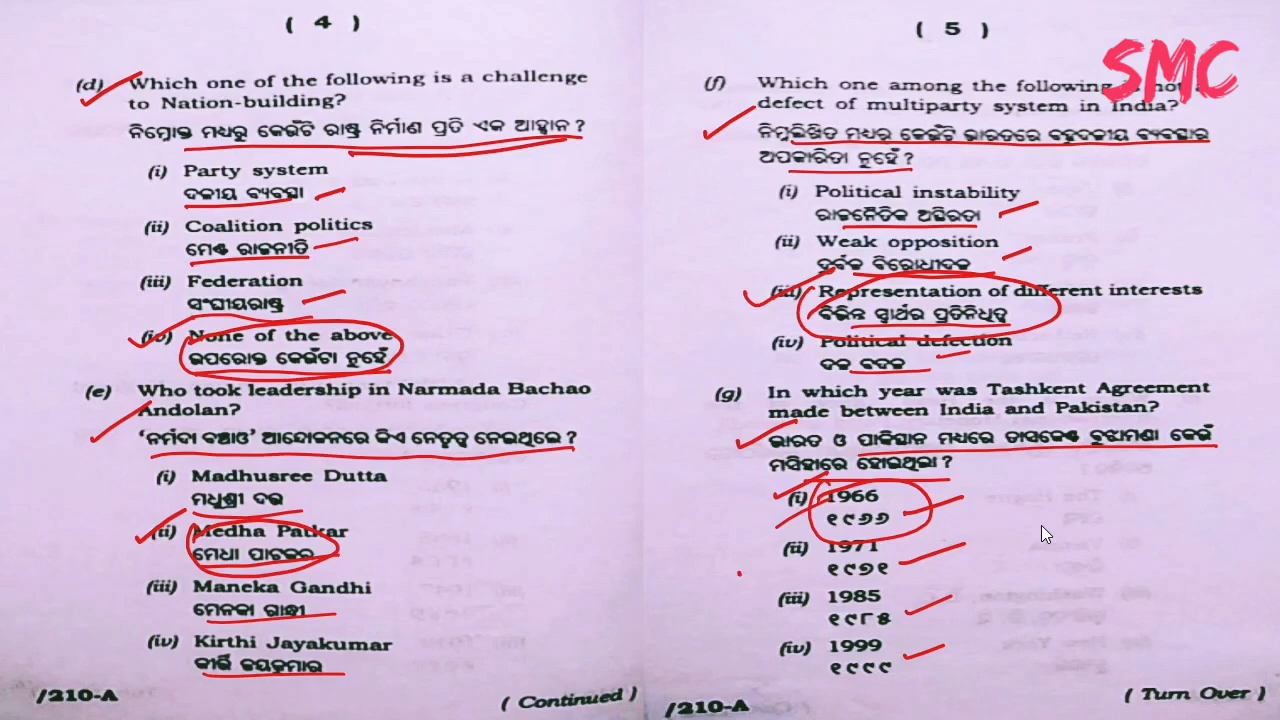 ( 4 )
(d) Which one of the following is a challenge
to Nation-building?
ନିମ୍ନୋକ୍ତ ମଧ୍ୟରୁ କେଉଁଟି ରାଷ୍ଟ୍ର ନିର୍ମାଣ ପ୍ରତି ଏକ ଆହ୍ୱାନ ?
(i) Party system
ଦଳୀୟ ବ୍ୟବସ୍ଥା
(ii) Coalition politics
ମେଣ୍ଟ ରାଜନୀତି
(iii) Federation
ସଂଘୀୟରାଷ୍ଟ୍ର
(iv) None of the above
ଉପରୋକ୍ତ କେଉଁଟା ନୁହେଁ
(e) Who took leadership in Narmada Bachao
Andolan?
‘ନର୍ମଦା ବଞ୍ଚାଓ’ ଆନ୍ଦୋଳନରେ କିଏ ନେତୃତ୍ୱ ନେଇଥିଲେ ?
(i) Madhusree Dutta
ମଧୁଶ୍ରୀ ଦତ୍ତ
(ii) Medha Patkar
ମେଧା ପାଟକର
(iii) Maneka Gandhi
ମେନକା ଗାନ୍ଧୀ
(iv) Kirthi Jayakumar
କୀର୍ତ୍ତି ଜୟକୁମାର
/210-A
( Continued )
( 5 )
SMC
(f) Which one among the following is not a
defect of multiparty system in India?
ନିମ୍ନଲିଖିତ ମଧ୍ୟରୁ କେଉଁଟି ଭାରତରେ ବହୁଦଳୀୟ ବ୍ୟବସ୍ଥାର
ଅପକାରିତା ନୁହେଁ ?
(i) Political instability
ରାଜନୈତିକ ଅସ୍ଥିରତା
(ii) Weak opposition
ଦୁର୍ବଳ ବିରୋଧୀଦଳ
(iii) Representation of different interests
ବିଭିନ୍ନ ସ୍ୱାର୍ଥର ପ୍ରତିନିଧିତ୍ୱ
(iv) Political defection
ଦଳ ବଦଳ
(g) In which year was Tashkent Agreement
made between India and Pakistan?
ଭାରତ ଓ ପାକିସ୍ତାନ ମଧ୍ୟରେ ତାସକେଣ୍ଟ ବୁଝାମଣା କେଉଁ
ମସିହାରେ ହୋଇଥିଲା ?
(i) 1966
୧୯୬୬
(ii) 1971
୧୯୭୧
(iii) 1985
୧୯୮୫
(iv) 1999
୧୯୯୯
/210-A
( Turn Over )